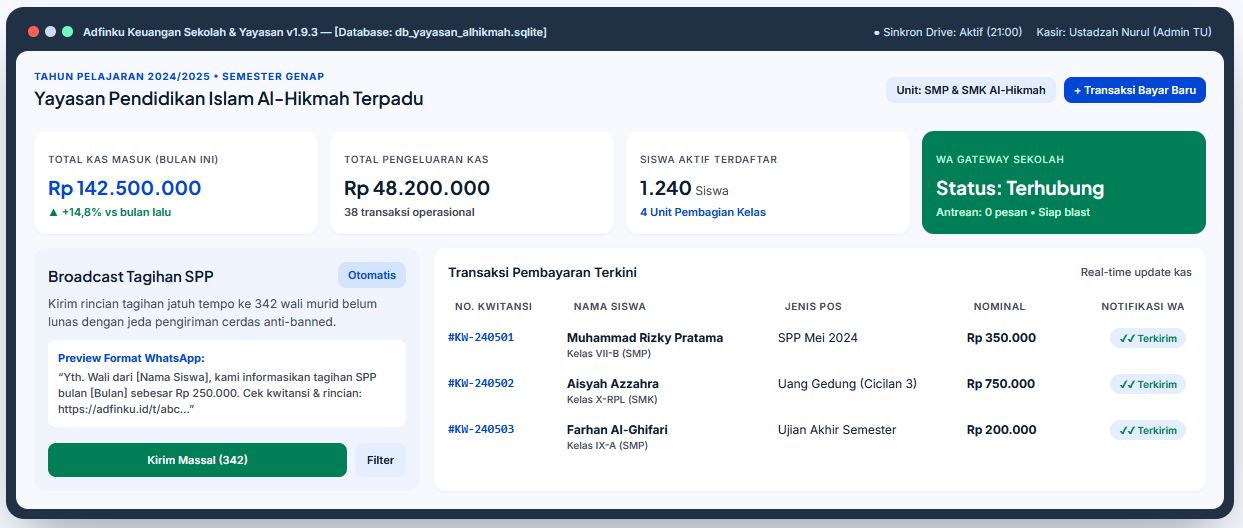 Adfinku Keuangan Sekolah & Yayasan v1.9.3 — [Database: db_yayasan_alhikmah.sqlite]
● Sinkron Drive: Aktif (21:00) Kasir: Ustadzah Nurul (Admin TU)
TAHUN PELAJARAN 2024/2025 • SEMESTER GENAP
Yayasan Pendidikan Islam Al-Hikmah Terpadu
Unit: SMP & SMK Al-Hikmah
+ Transaksi Bayar Baru
TOTAL KAS MASUK (BULAN INI)
Rp 142.500.000
▲ +14,8% vs bulan lalu
TOTAL PENGELUARAN KAS
Rp 48.200.000
38 transaksi operasional
SISWA AKTIF TERDAFTAR
1.240 Siswa
4 Unit Pembagian Kelas
WA GATEWAY SEKOLAH
Status: Terhubung
Antrean: 0 pesan • Siap blast
Broadcast Tagihan SPP
Otomatis
Kirim rincian tagihan jatuh tempo ke 342 wali murid belum
lunas dengan jeda pengiriman cerdas anti-banned.
Preview Format WhatsApp:
“Yth. Wali dari [Nama Siswa], kami informasikan tagihan SPP
bulan [Bulan] sebesar Rp 250.000. Cek kwitansi & rincian:
https://adfinku.id/t/abc...”
Kirim Massal (342)
Filter
Transaksi Pembayaran Terkini
Real-time update kas
NO. KWITANSI NAMA SISWA JENIS POS NOMINAL NOTIFIKASI WA
#KW-240501 Muhammad Rizky Pratama SPP Mei 2024 Rp 350.000 ✓✓ Terkirim
Kelas VII-B (SMP)
#KW-240502 Aisyah Azzahra Uang Gedung (Cicilan 3) Rp 750.000 ✓✓ Terkirim
Kelas X-RPL (SMK)
#KW-240503 Farhan Al-Ghifari Ujian Akhir Semester Rp 200.000 ✓✓ Terkirim
Kelas IX-A (SMP)